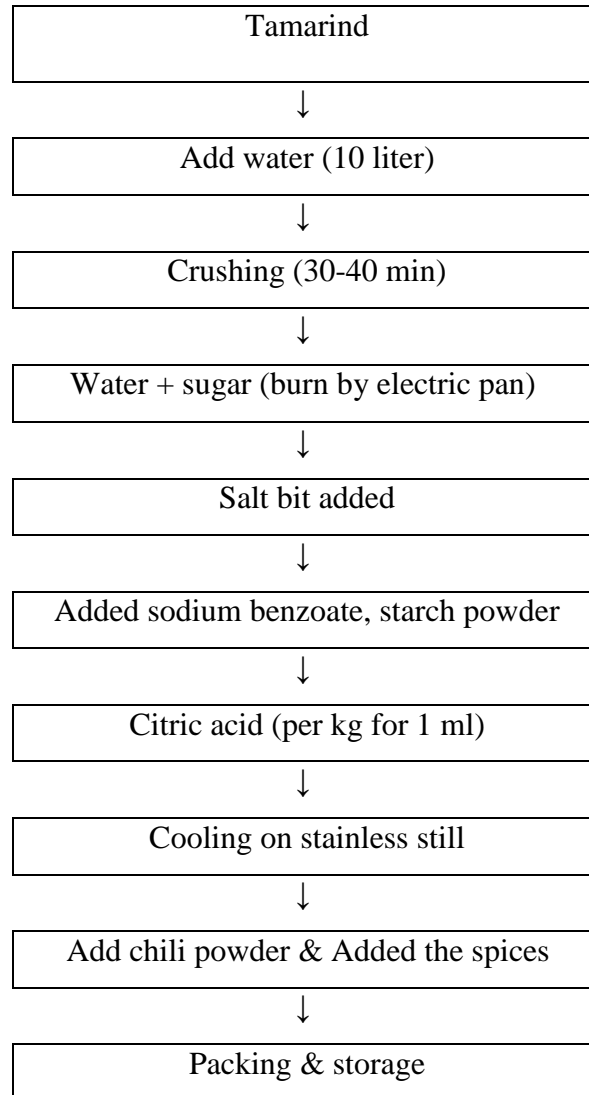 Tamarind
↓
Add water (10 liter)
↓
Crushing (30-40 min)
↓
Water + sugar (burn by electric pan)
↓
Salt bit added
↓
Added sodium benzoate, starch powder
↓
Citric acid (per kg for 1 ml)
↓
Cooling on stainless still
↓
Add chili powder & Added the spices
↓
Packing & storage